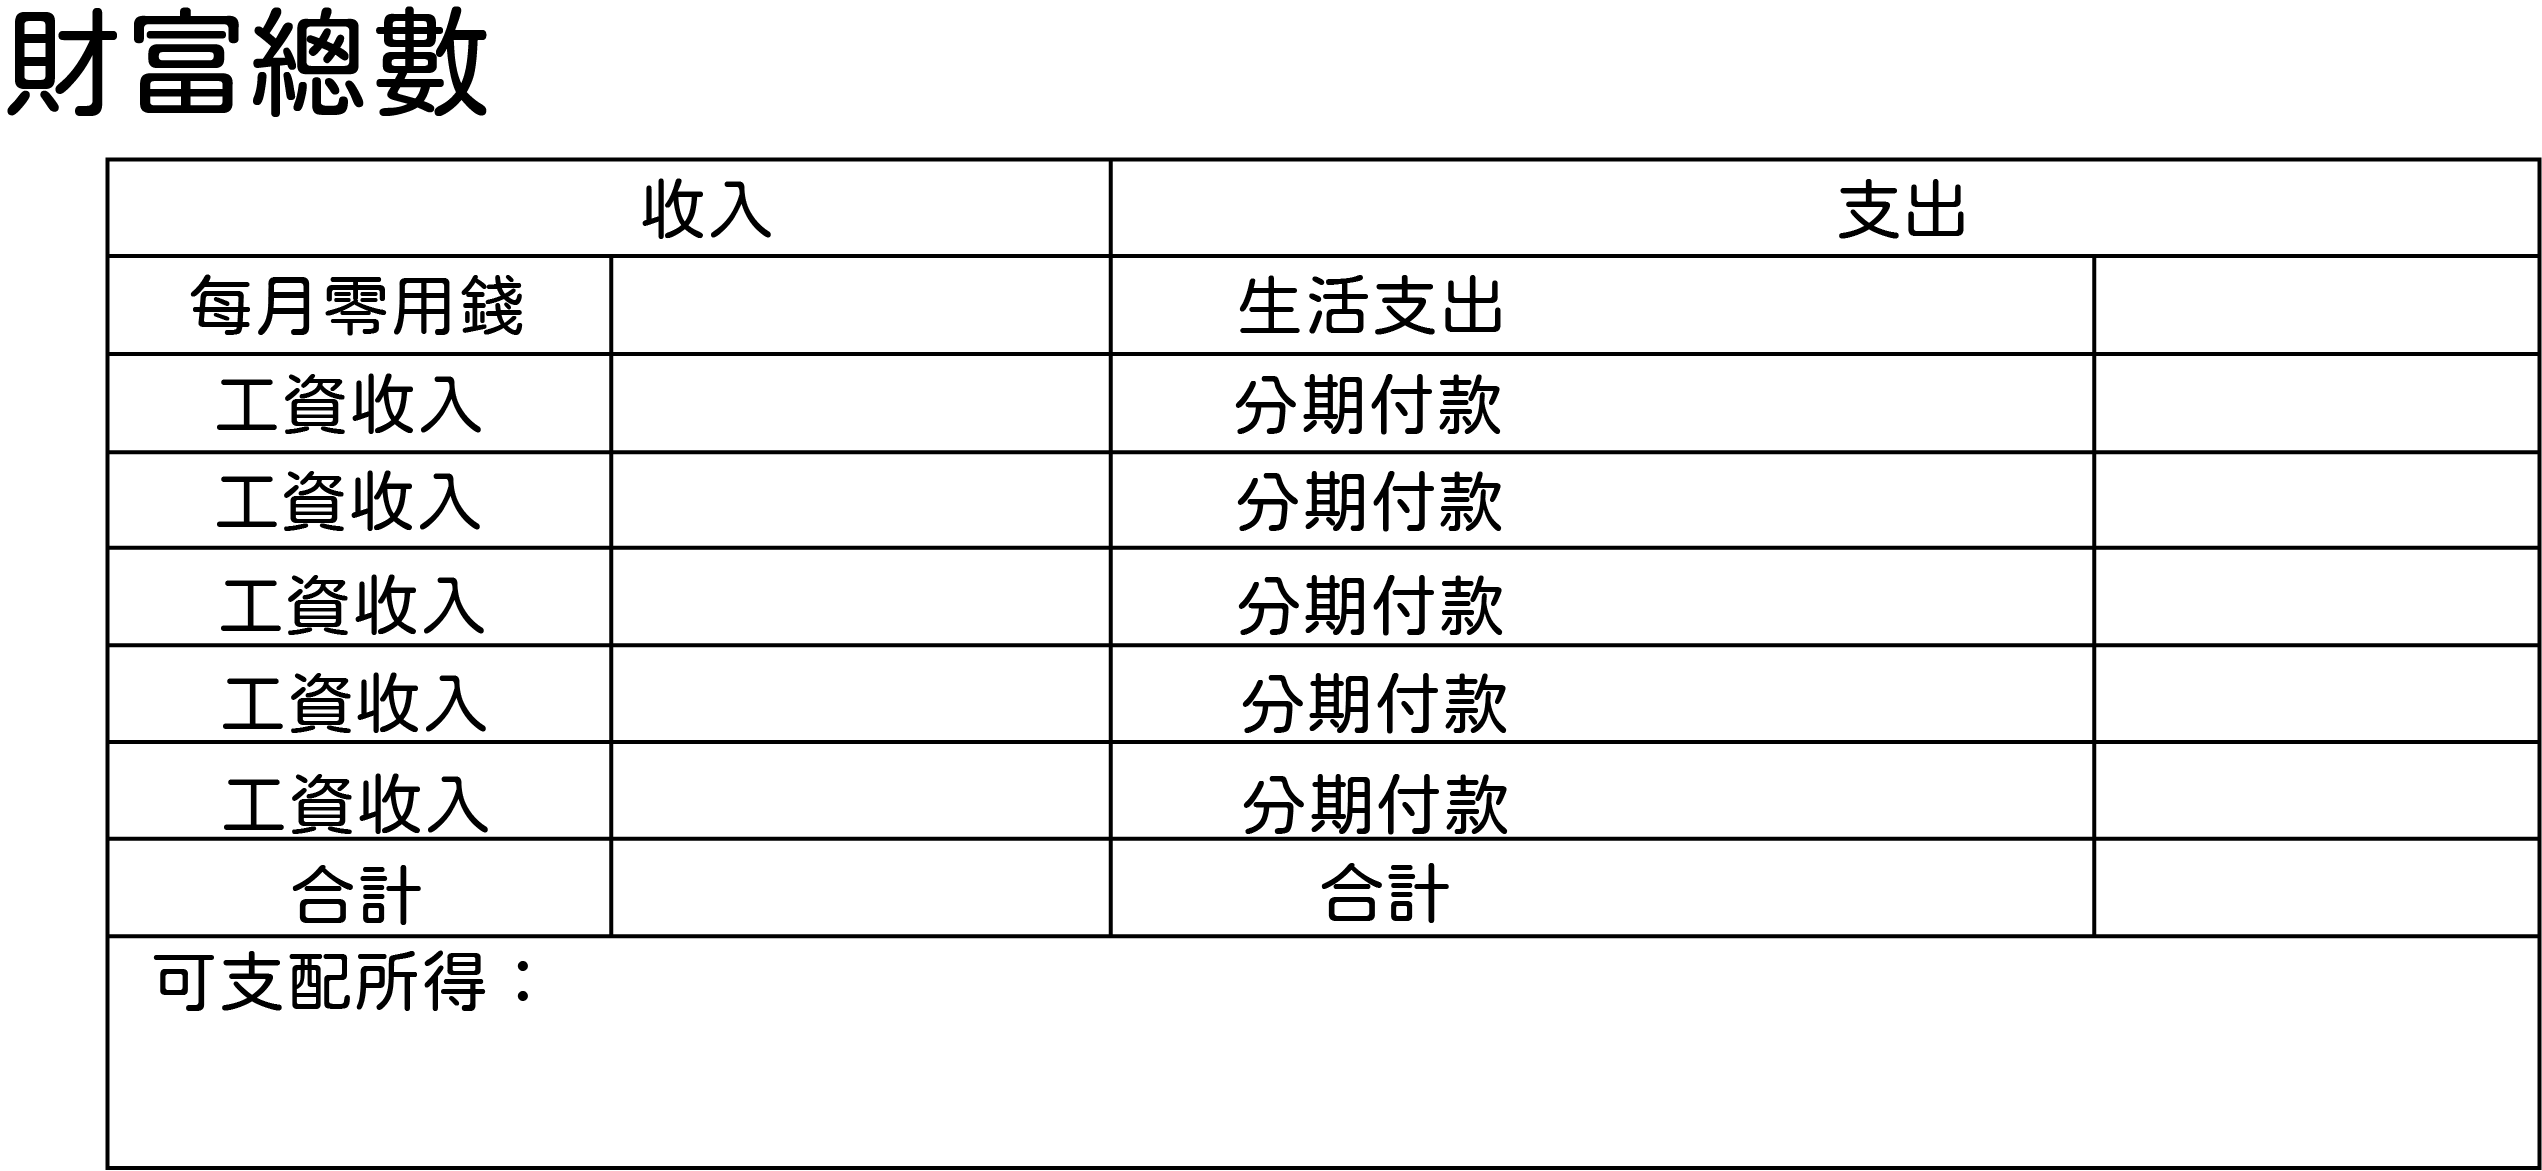 財富總數
收入 支出
每月零用錢 生活支出
工資收入 分期付款
工資收入 分期付款
工資收入 分期付款
工資收入 分期付款
工資收入 分期付款
合計 合計
可支配所得：